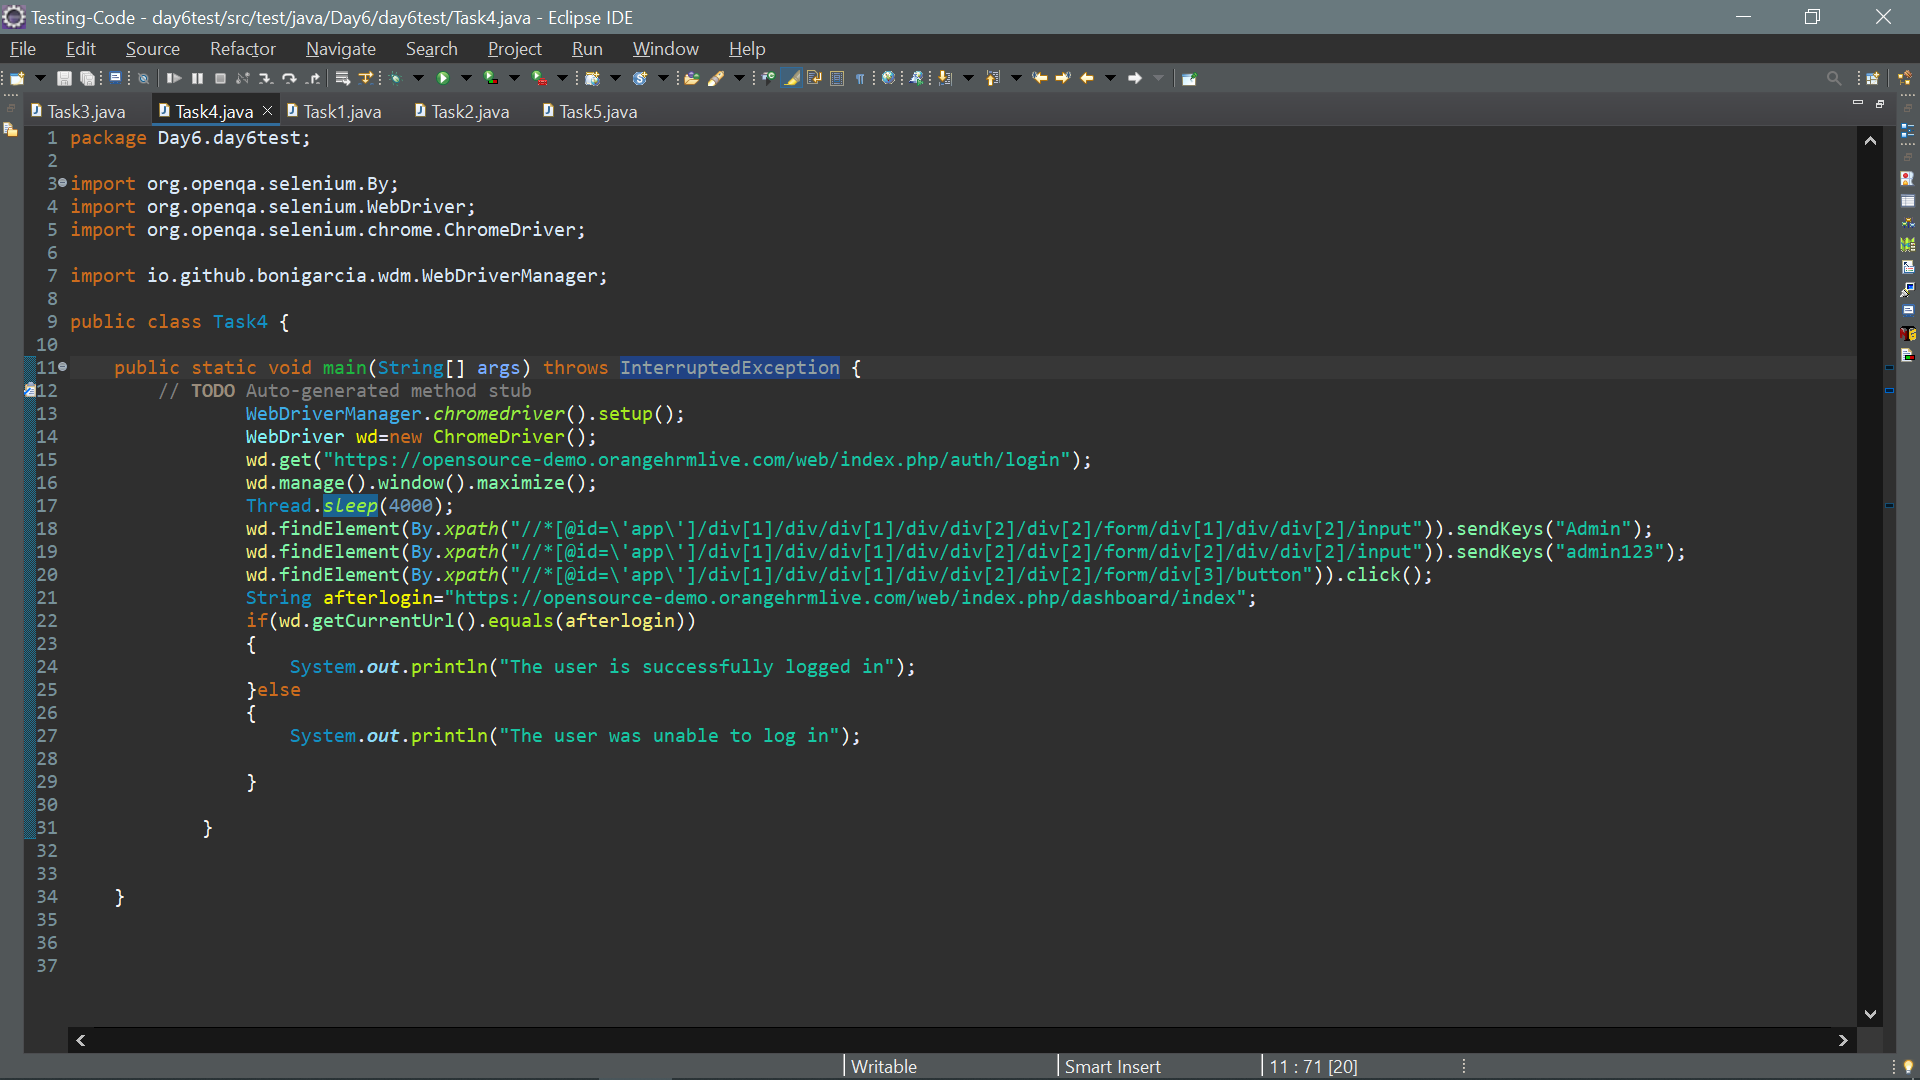 Testing-Code - day6test/src/test/java/Day6/day6test/Task4.java - Eclipse IDE
File Edit Source Refactor Navigate Search Project Run Window Help
Task3.java Task4.java Task1.java Task2.java Task5.java
1 package Day6.day6test;
2
3 import org.openqa.selenium.By;
4 import org.openqa.selenium.WebDriver;
5 import org.openqa.selenium.chrome.ChromeDriver;
6
7 import io.github.bonigarcia.wdm.WebDriverManager;
8
9 public class Task4 {
10
11 public static void main(String[] args) throws InterruptedException {
12 // TODO Auto-generated method stub
13 WebDriverManager.chromedriver().setup();
14 WebDriver wd=new ChromeDriver();
15 wd.get("https://opensource-demo.orangehrmlive.com/web/index.php/auth/login");
16 wd.manage().window().maximize();
17 Thread.sleep(4000);
18 wd.findElement(By.xpath("//*[@id=\'app\']/div[1]/div/div[1]/div/div[2]/div[2]/form/div[1]/div/div[2]/input")).sendKeys("Admin");
19 wd.findElement(By.xpath("//*[@id=\'app\']/div[1]/div/div[1]/div/div[2]/div[2]/form/div[2]/div/div[2]/input")).sendKeys("admin123");
20 wd.findElement(By.xpath("//*[@id=\'app\']/div[1]/div/div[1]/div/div[2]/div[2]/form/div[3]/button")).click();
21 String afterlogin="https://opensource-demo.orangehrmlive.com/web/index.php/dashboard/index";
22 if(wd.getCurrentUrl().equals(afterlogin))
23 {
24 System.out.println("The user is successfully logged in");
25 }else
26 {
27 System.out.println("The user was unable to log in");
28
29 }
30
31 }
32
33
34 }
35
36
37
Writable Smart Insert 11 : 71 [20]